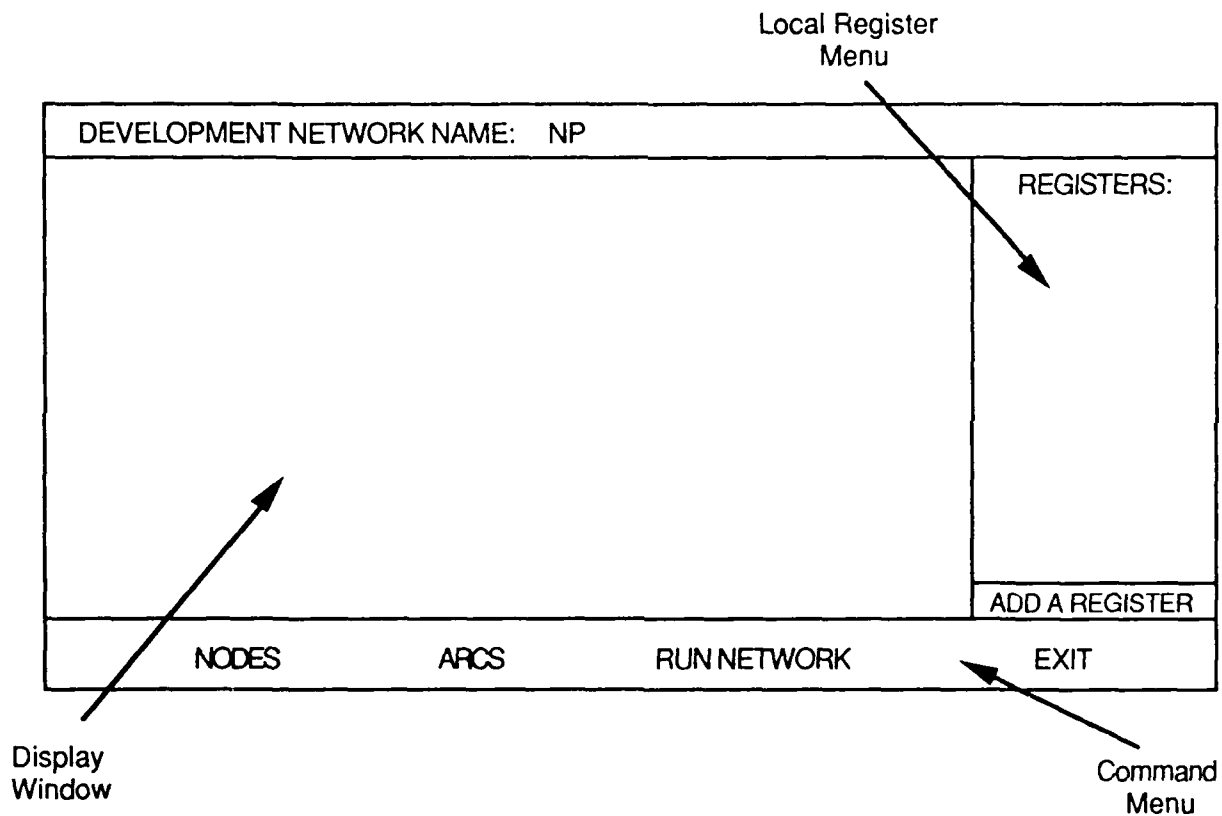 Local Register
Menu
DEVELOPMENT NETWORK NAME: NP
REGISTERS:
ADD A REGISTER
NODES ARCS RUN NETWORK EXIT
Display
Window
Command
Menu